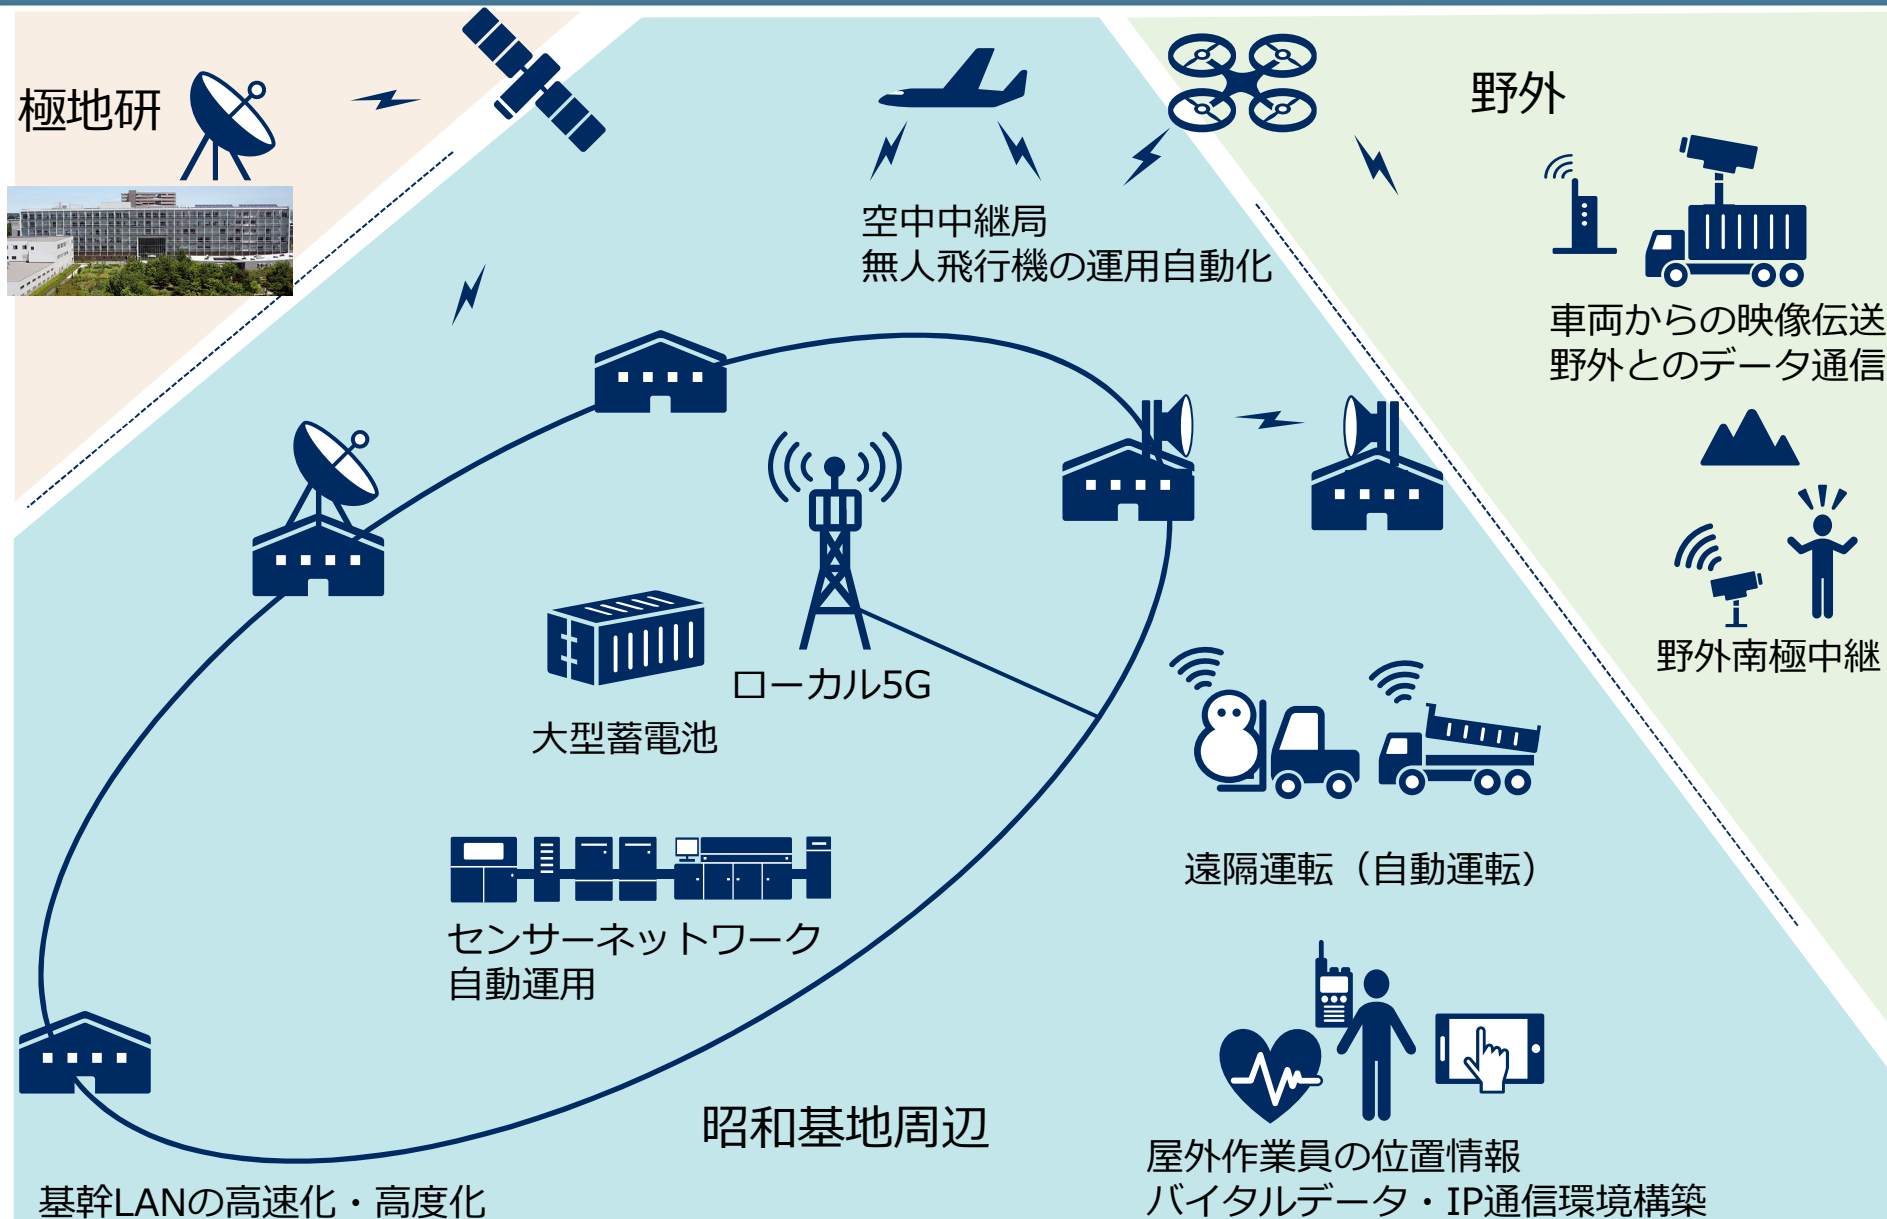 極地研
野外
空中中継局
無人飛行機の運用自動化
車両からの映像伝送
野外とのデータ通信
野外南極中継
ローカル5G
大型蓄電池
遠隔運転（自動運転）
センサーネットワーク
自動運用
昭和基地周辺
屋外作業員の位置情報
バイタルデータ・IP通信環境構築
基幹LANの高速化・高度化